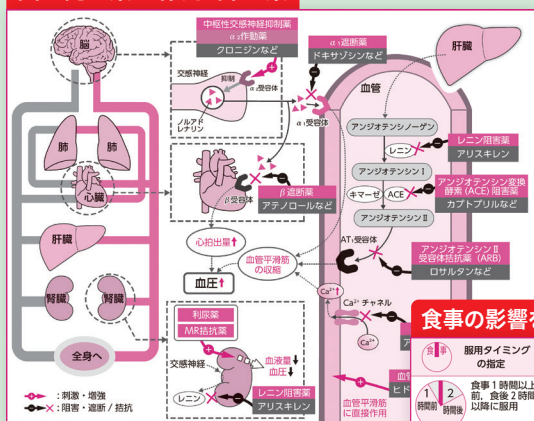 脳
肺
肺
心臓
肝臓
腎臓
腎臓
全身へ
:刺激・増強
:阻害・遮断/拮抗
中枢性交感神経抑制薬
α₂作動薬
クロニジンなど
交感神経
抑制
α₂受容体
ノルアド
レナリン
α₁遮断薬
ドキサゾシンなど
α₁受容体
β受容体
β遮断薬
アテノロールなど
心拍出量↑
血圧↑
血管平滑筋
の収縮
利尿薬
MR拮抗薬
交感神経
血液量↓
血圧↓
レニン
レニン阻害薬
アリスキレン
血管
肝臓
アンジオテンシノーゲン
レニン
レニン阻害薬
アリスキレン
アンジオテンシンⅠ
キマーゼ
ACE
アンジオテンシン変換
酵素(ACE)阻害薬
カプトプリルなど
アンジオテンシンⅡ
AT₁受容体
アンジオテンシンⅡ
受容体拮抗薬(ARB)
ロサルタンなど
Ca²⁺↑
Ca²⁺チャネル
Ca²⁺
ア
血管
ヒド
血管平滑筋
に直接作用
食事の影響を
食事
服用タイミング
の指定
1
時間前
2
時間後
食事1時間以上
前,食後2時間
以降に服用